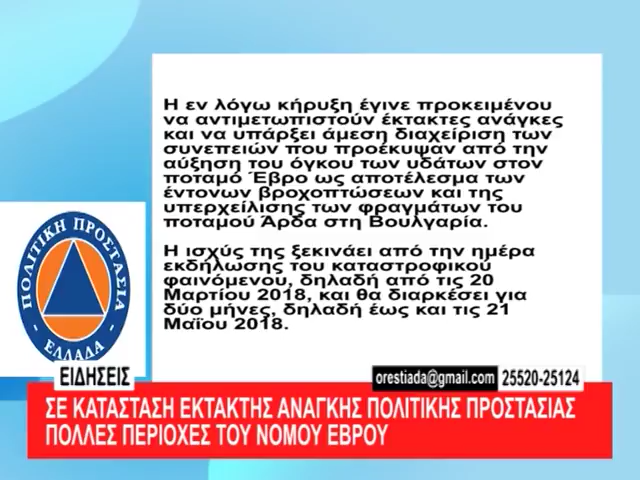 Η εν λόγω κήρυξη έγινε προκειμένου
να αντιμετωπιστούν έκτακτες ανάγκες
και να υπάρξει άμεση διαχείριση των
συνεπειών που προέκυψαν από την
αύξηση του όγκου των υδάτων στον
ποταμό Έβρο ως αποτέλεσμα των
έντονων βροχοπτώσεων και της
υπερχείλισης των φραγμάτων του
ποταμού Άρδα στη Βουλγαρία.
Η ισχύς της ξεκινάει από την ημέρα
εκδήλωσης του καταστροφικού
φαινόμενου, δηλαδή από τις 20
Μαρτίου 2018, και θα διαρκέσει για
δύο μήνες, δηλαδή έως και τις 21
Μαΐου 2018.
ΠΟΛΙΤΙΚΗ ΠΡΟΣΤΑΣΙΑ
- ΕΛΛΑΔΑ -
ΕΙΔΗΣΕΙΣ
orestiada@gmail.com 25520-25124
ΣΕ ΚΑΤΑΣΤΑΣΗ ΕΚΤΑΚΤΗΣ ΑΝΑΓΚΗΣ ΠΟΛΙΤΙΚΗΣ ΠΡΟΣΤΑΣΙΑΣ
ΠΟΛΛΕΣ ΠΕΡΙΟΧΕΣ ΤΟΥ ΝΟΜΟΥ ΕΒΡΟΥ